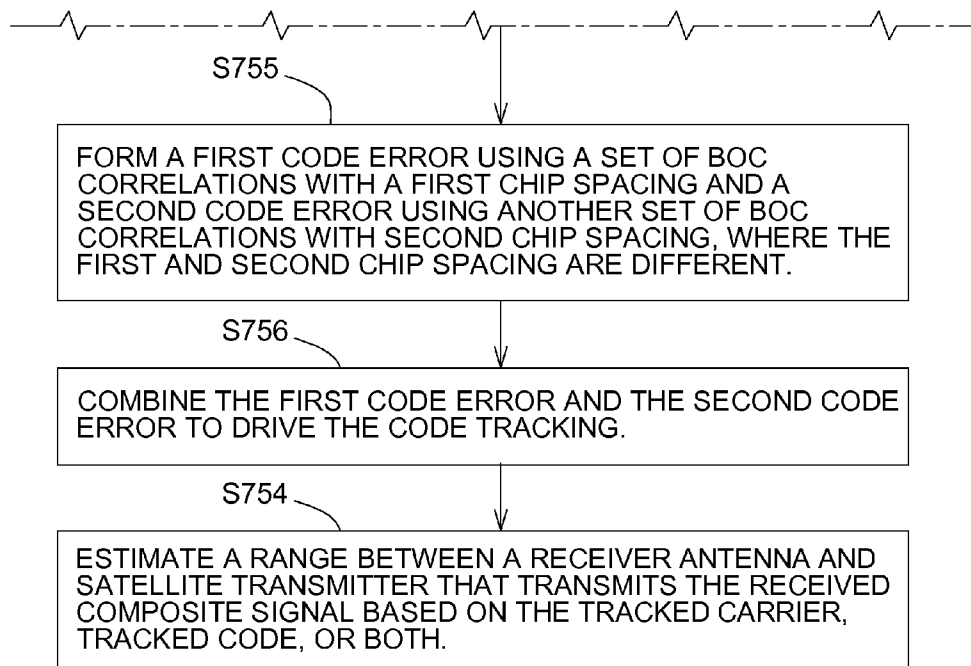 S755
FORM A FIRST CODE ERROR USING A SET OF BOC
CORRELATIONS WITH A FIRST CHIP SPACING AND A
SECOND CODE ERROR USING ANOTHER SET OF BOC
CORRELATIONS WITH SECOND CHIP SPACING, WHERE THE
FIRST AND SECOND CHIP SPACING ARE DIFFERENT.
S756
COMBINE THE FIRST CODE ERROR AND THE SECOND CODE
ERROR TO DRIVE THE CODE TRACKING.
S754
ESTIMATE A RANGE BETWEEN A RECEIVER ANTENNA AND
SATELLITE TRANSMITTER THAT TRANSMITS THE RECEIVED
COMPOSITE SIGNAL BASED ON THE TRACKED CARRIER,
TRACKED CODE, OR BOTH.